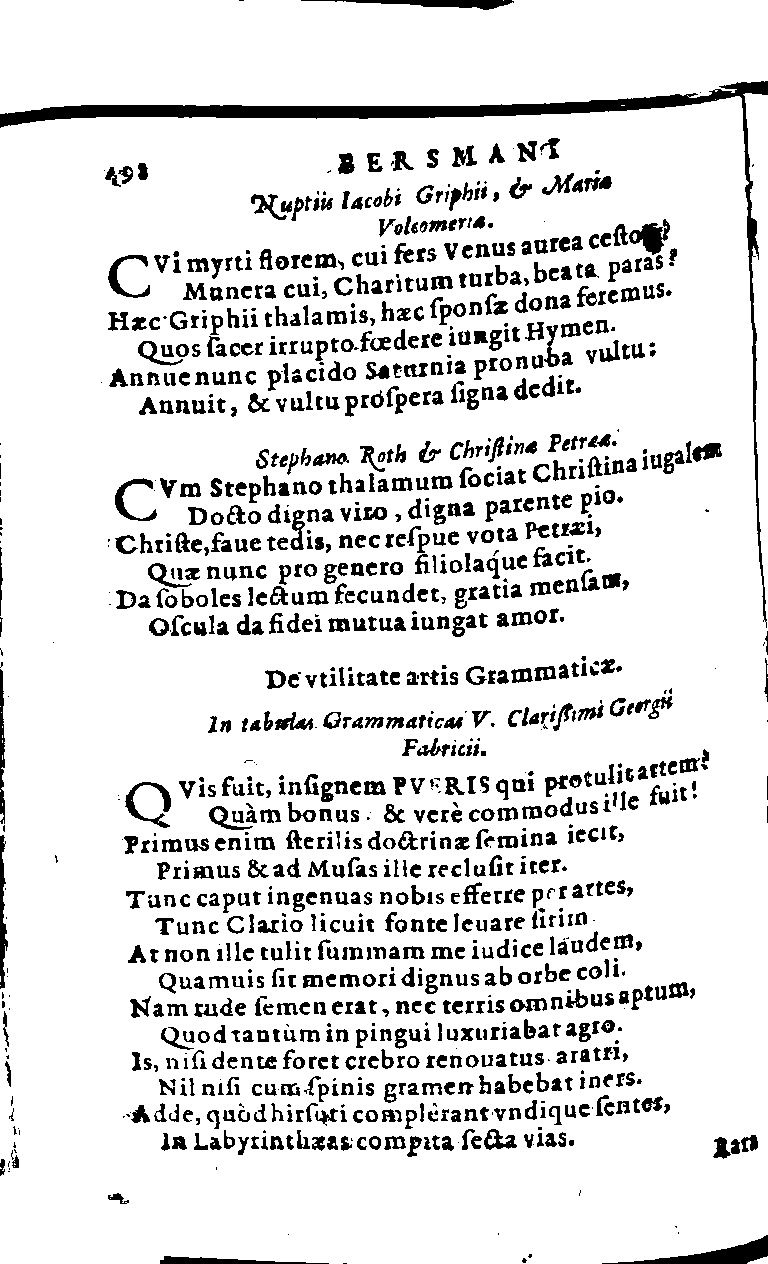 498 BERSMANI
Nuptiis Iacobi Griphii, & Mariæ
Volcomeriæ.
CVi myrti florem, cui fers Venus aurea
Munera cui, Charitum turba, beata paras?
Hæc Griphii thalamis, hæc ſponſæ dona feremus.
Quos ſacer irrupto fœdere iungit Hymen.
Annue nunc placido Saturnia pronuba vultu:
Annuit, & vultu proſpera ſigna dedit.
Stephano Roth & Chriſtinæ Petrææ.
CVm Stephano thalamum ſociat Chriſtina iugalem
Docto digna viro, digna parente pio.
Chriſte, faue tedis, nec reſpue vota Petræi,
Quæ nunc pro genero filiolaq́ue facit.
Da ſoboles lectum fecundet, gratia menſam,
Oſcula da fidei mutua iungat amor.
De vtilitate artis Grammaticæ.
In tabulas Grammaticas V. Clariſſimi Georgii
Fabricii.
QVis fuit, inſignem PVERIS qui protulit artem?
Quàm bonus & verè commodus ille fuit!
Primus enim ſterilis doctrinæ ſemina iecit,
Primus & ad Muſas ille recluſit iter.
Tunc caput ingenuas nobis efferre per artes,
Tunc Clario licuit fonte leuare ſitim
At non ille tulit ſummam me iudice laudem,
Quamuis ſit memori dignus ab orbe coli.
Nam rude ſemen erat, nec terris omnibus aptum,
Quod tantùm in pingui luxuriabat agro.
Is, niſi dente foret crebro renouatus aratri,
Nil niſi cum ſpinis gramen habebat iners.
Adde, quòd hirſuti complêrant vndique ſentes,
In Labyrinthæas compita ſecta vias.
Rara